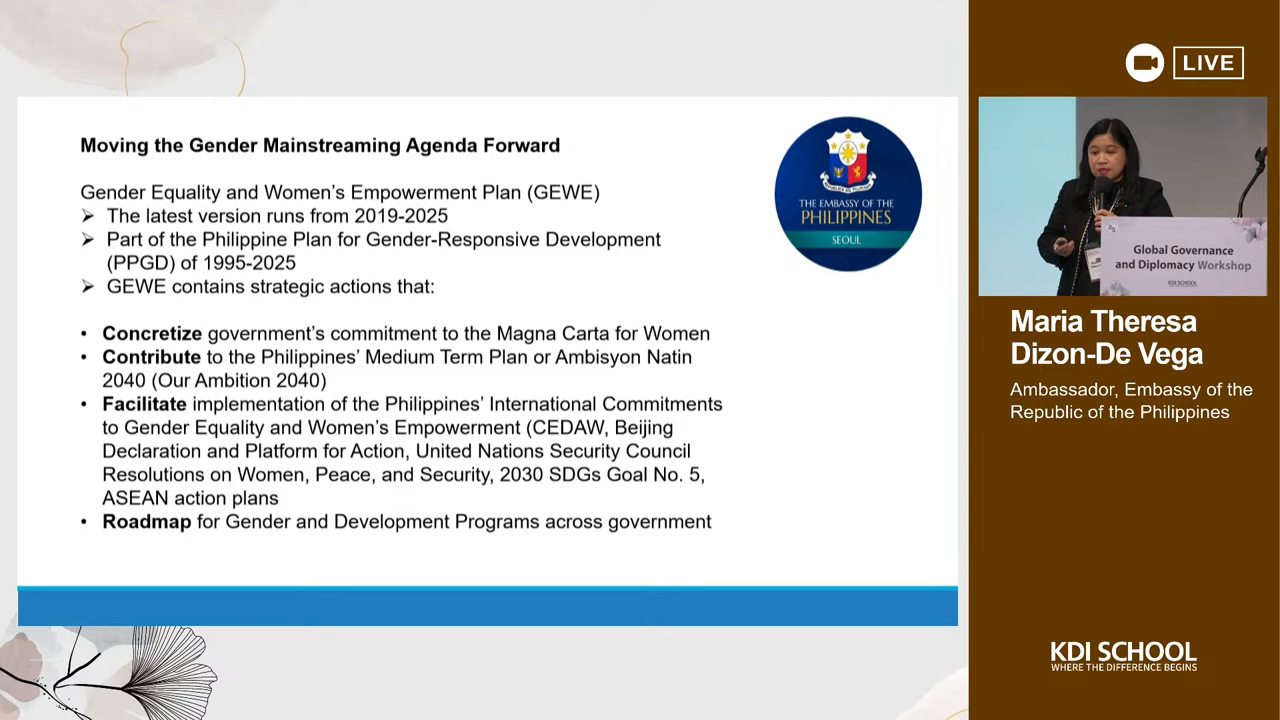 Moving the Gender Mainstreaming Agenda Forward
Gender Equality and Women’s Empowerment Plan (GEWE)
➢ The latest version runs from 2019-2025
➢ Part of the Philippine Plan for Gender-Responsive Development
(PPGD) of 1995-2025
➢ GEWE contains strategic actions that:
• Concretize government’s commitment to the Magna Carta for Women
• Contribute to the Philippines’ Medium Term Plan or Ambisyon Natin
2040 (Our Ambition 2040)
• Facilitate implementation of the Philippines’ International Commitments
to Gender Equality and Women’s Empowerment (CEDAW, Beijing
Declaration and Platform for Action, United Nations Security Council
Resolutions on Women, Peace, and Security, 2030 SDGs Goal No. 5,
ASEAN action plans
• Roadmap for Gender and Development Programs across government
THE EMBASSY OF THE
PHILIPPINES
SEOUL
LIVE
Global Governance
and Diplomacy Workshop
KDI SCHOOL
Maria Theresa
Dizon-De Vega
Ambassador, Embassy of the
Republic of the Philippines
KDI SCHOOL
WHERE THE DIFFERENCE BEGINS